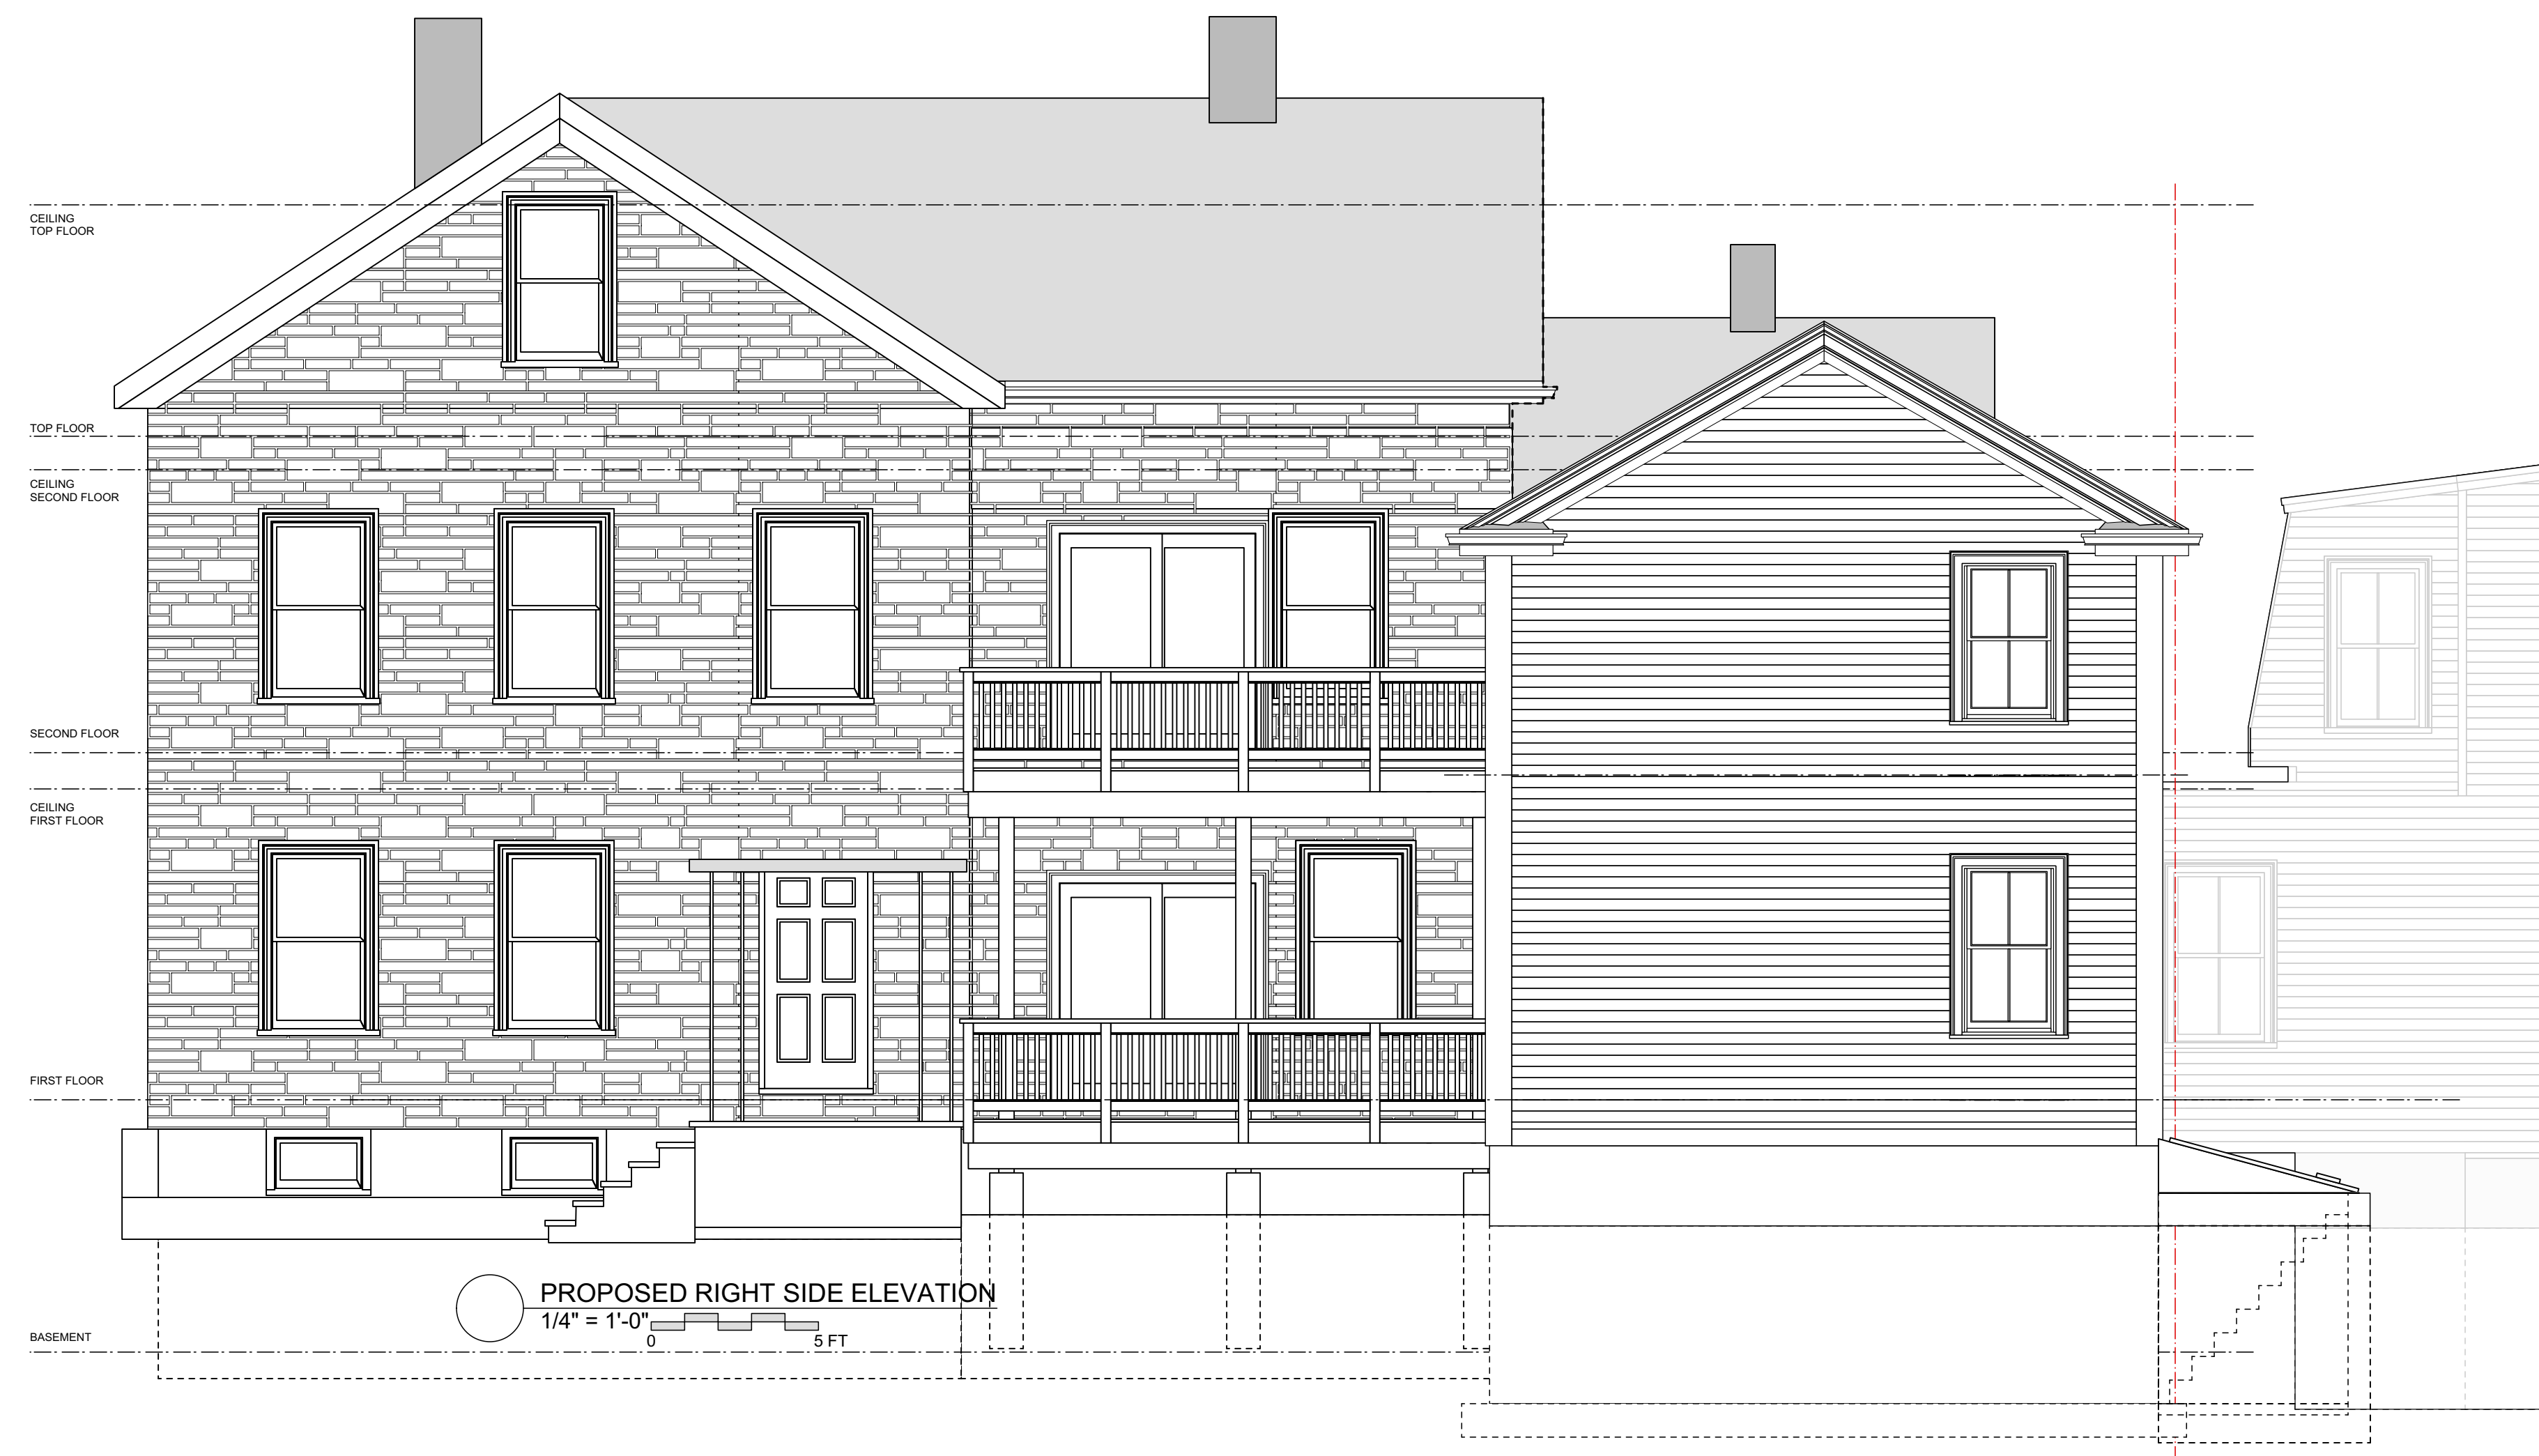 CEILING
TOP FLOOR
TOP FLOOR
CEILING
SECOND FLOOR
SECOND FLOOR
CEILING
FIRST FLOOR
FIRST FLOOR
PROPOSED RIGHT SIDE ELEVATION
1/4" = 1'-0"
0 5 FT
BASEMENT